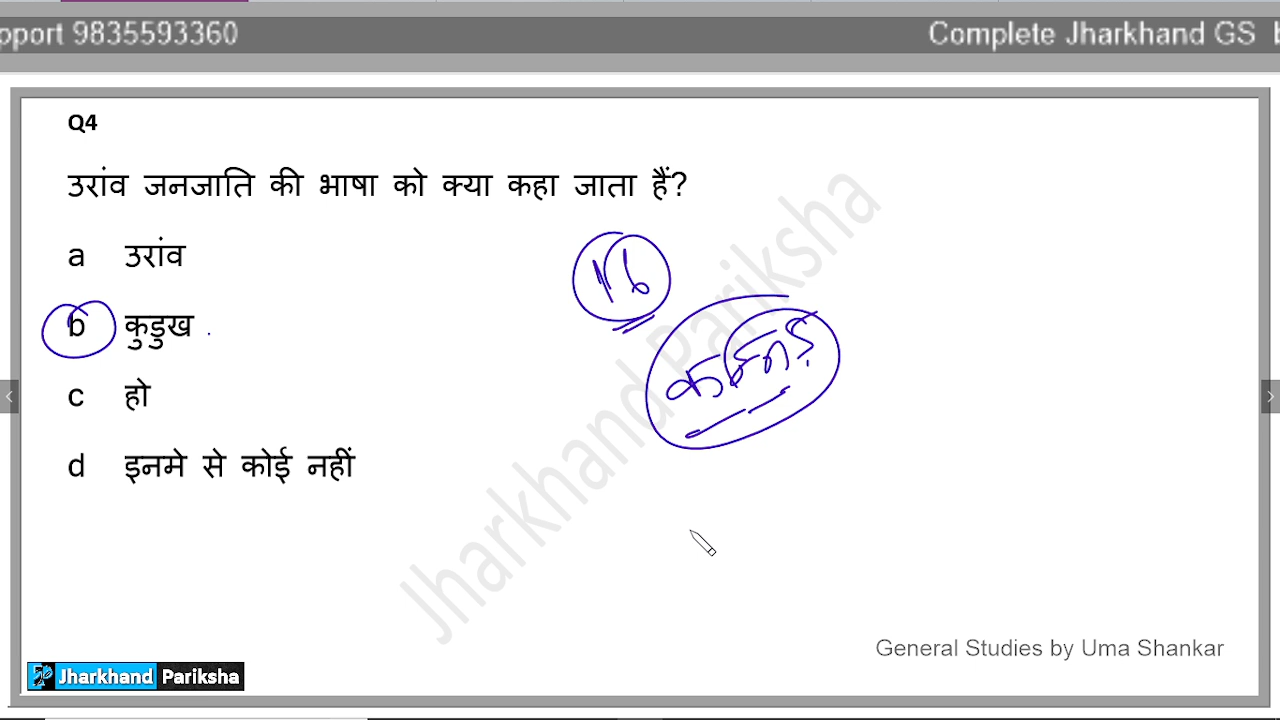 pport 9835593360
Complete Jharkhand GS
Q4
उरांव जनजाति की भाषा को क्या कहा जाता हैं?
a उरांव
b कुडुख
c हो
d इनमे से कोई नहीं
Jharkhand Pariksha
General Studies by Uma Shankar
Jharkhand Pariksha